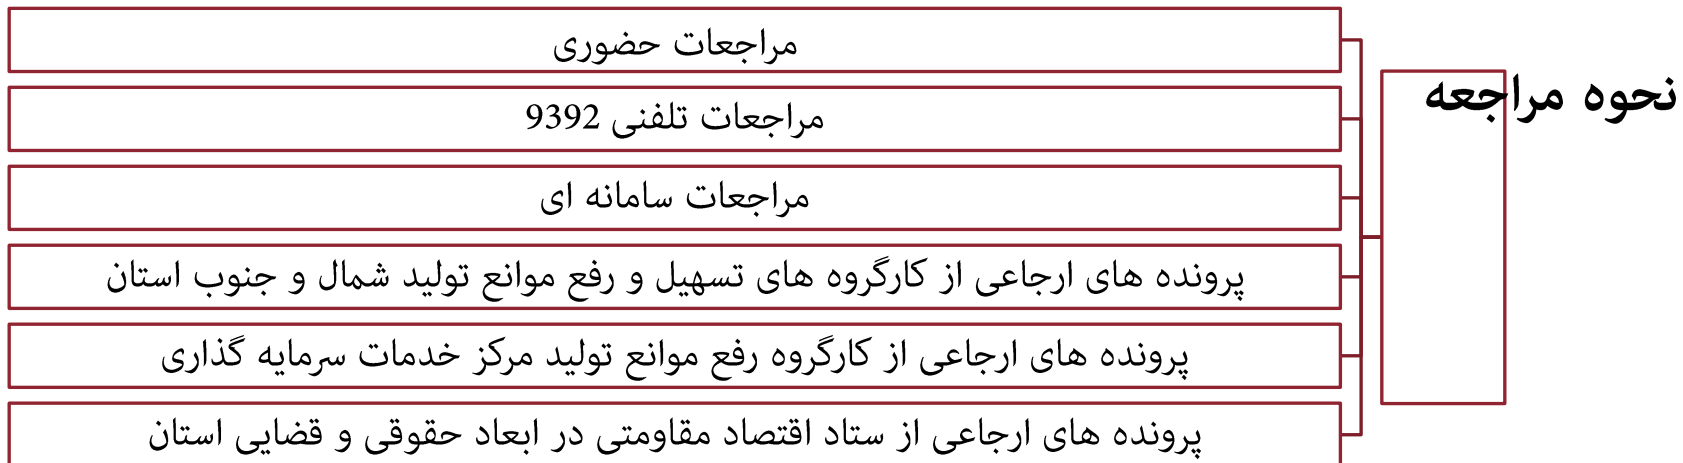 نحوه مراجعه
مراجعات حضوری
مراجعات تلفنی 9392
مراجعات سامانه ای
پرونده های ارجاعی از کارگروه های تسهیل و رفع موانع تولید شمال و جنوب استان
پرونده های ارجاعی از کارگروه رفع موانع تولید مرکز خدمات سرمایه گذاری
پرونده های ارجاعی از ستاد اقتصاد مقاومتی در ابعاد حقوقی و قضایی استان